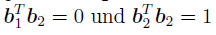 b₁ᵀb₂ = 0 und b₂ᵀb₂ = 1